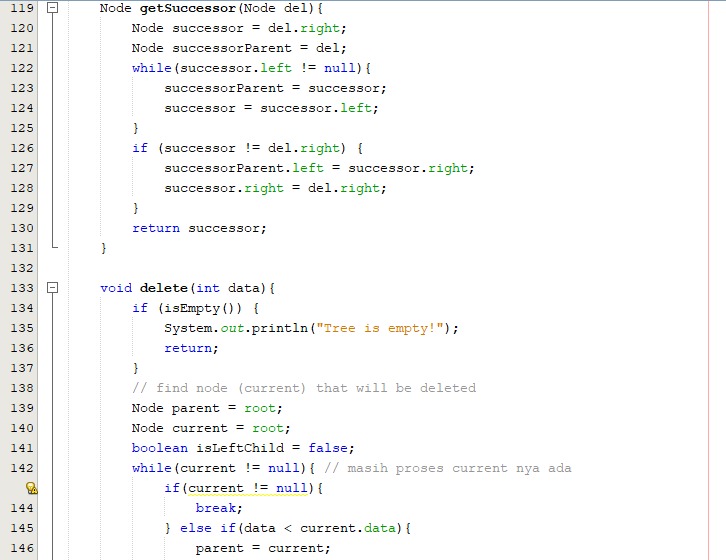 119 Node getSuccessor(Node del){
120 Node successor = del.right;
121 Node successorParent = del;
122 while(successor.left != null){
123 successorParent = successor;
124 successor = successor.left;
125 }
126 if (successor != del.right) {
127 successorParent.left = successor.right;
128 successor.right = del.right;
129 }
130 return successor;
131 }
132
133 void delete(int data){
134 if (isEmpty()) {
135 System.out.println("Tree is empty!");
136 return;
137 }
138 // find node (current) that will be deleted
139 Node parent = root;
140 Node current = root;
141 boolean isLeftChild = false;
142 while(current != null){ // masih proses current nya ada
if(current != null){
144 break;
145 } else if(data < current.data){
146 parent = current;